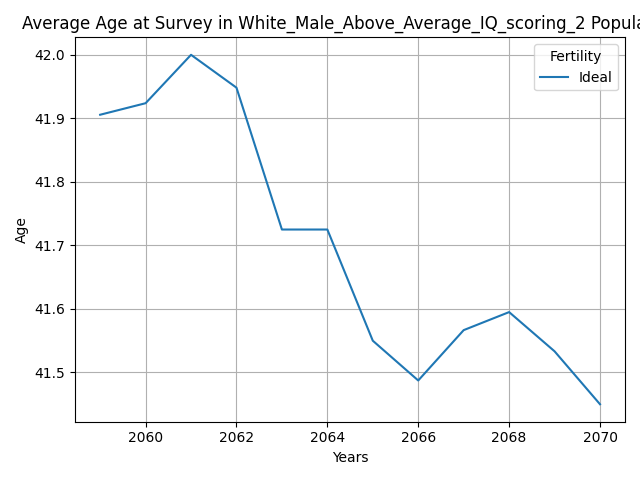 Average Age at Survey in White_Male_Above_Average_IQ_scoring_2 Popula
Fertility
Ideal
42.0
41.9
41.8
41.7
41.6
41.5
Age
2060 2062 2064 2066 2068 2070
Years